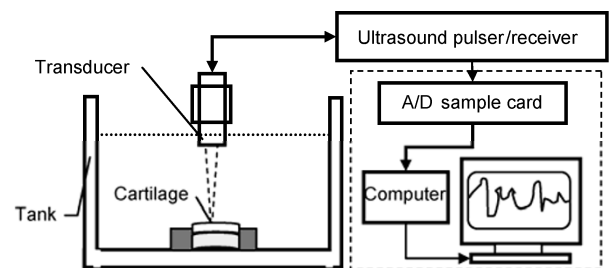 Ultrasound pulser/receiver
Transducer
A/D sample card
Cartilage
Computer
Tank